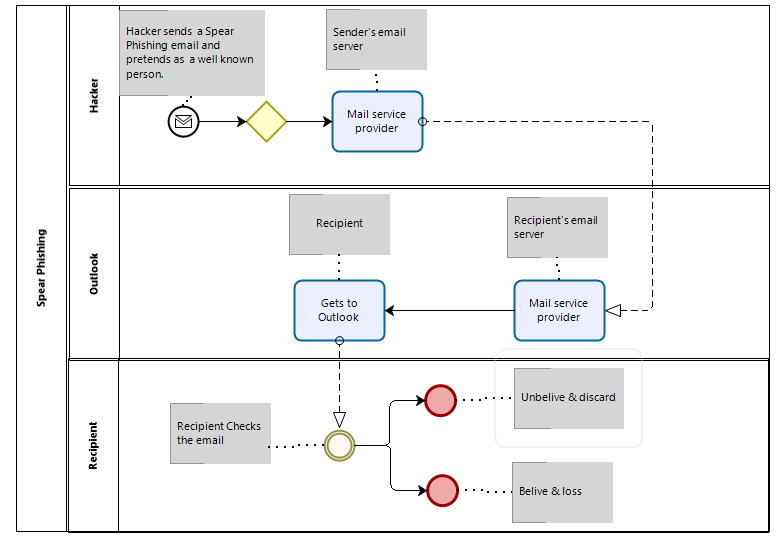 Spear Phishing
Hacker
Hacker sends a Spear
Phishing email and
pretends as a well known
person.
Sender's email
server
Mail service
provider
Outlook
Recipient
Recipient's email
server
Gets to
Outlook
Mail service
provider
Recipient
Recipient Checks
the email
Unbelive & discard
Belive & loss